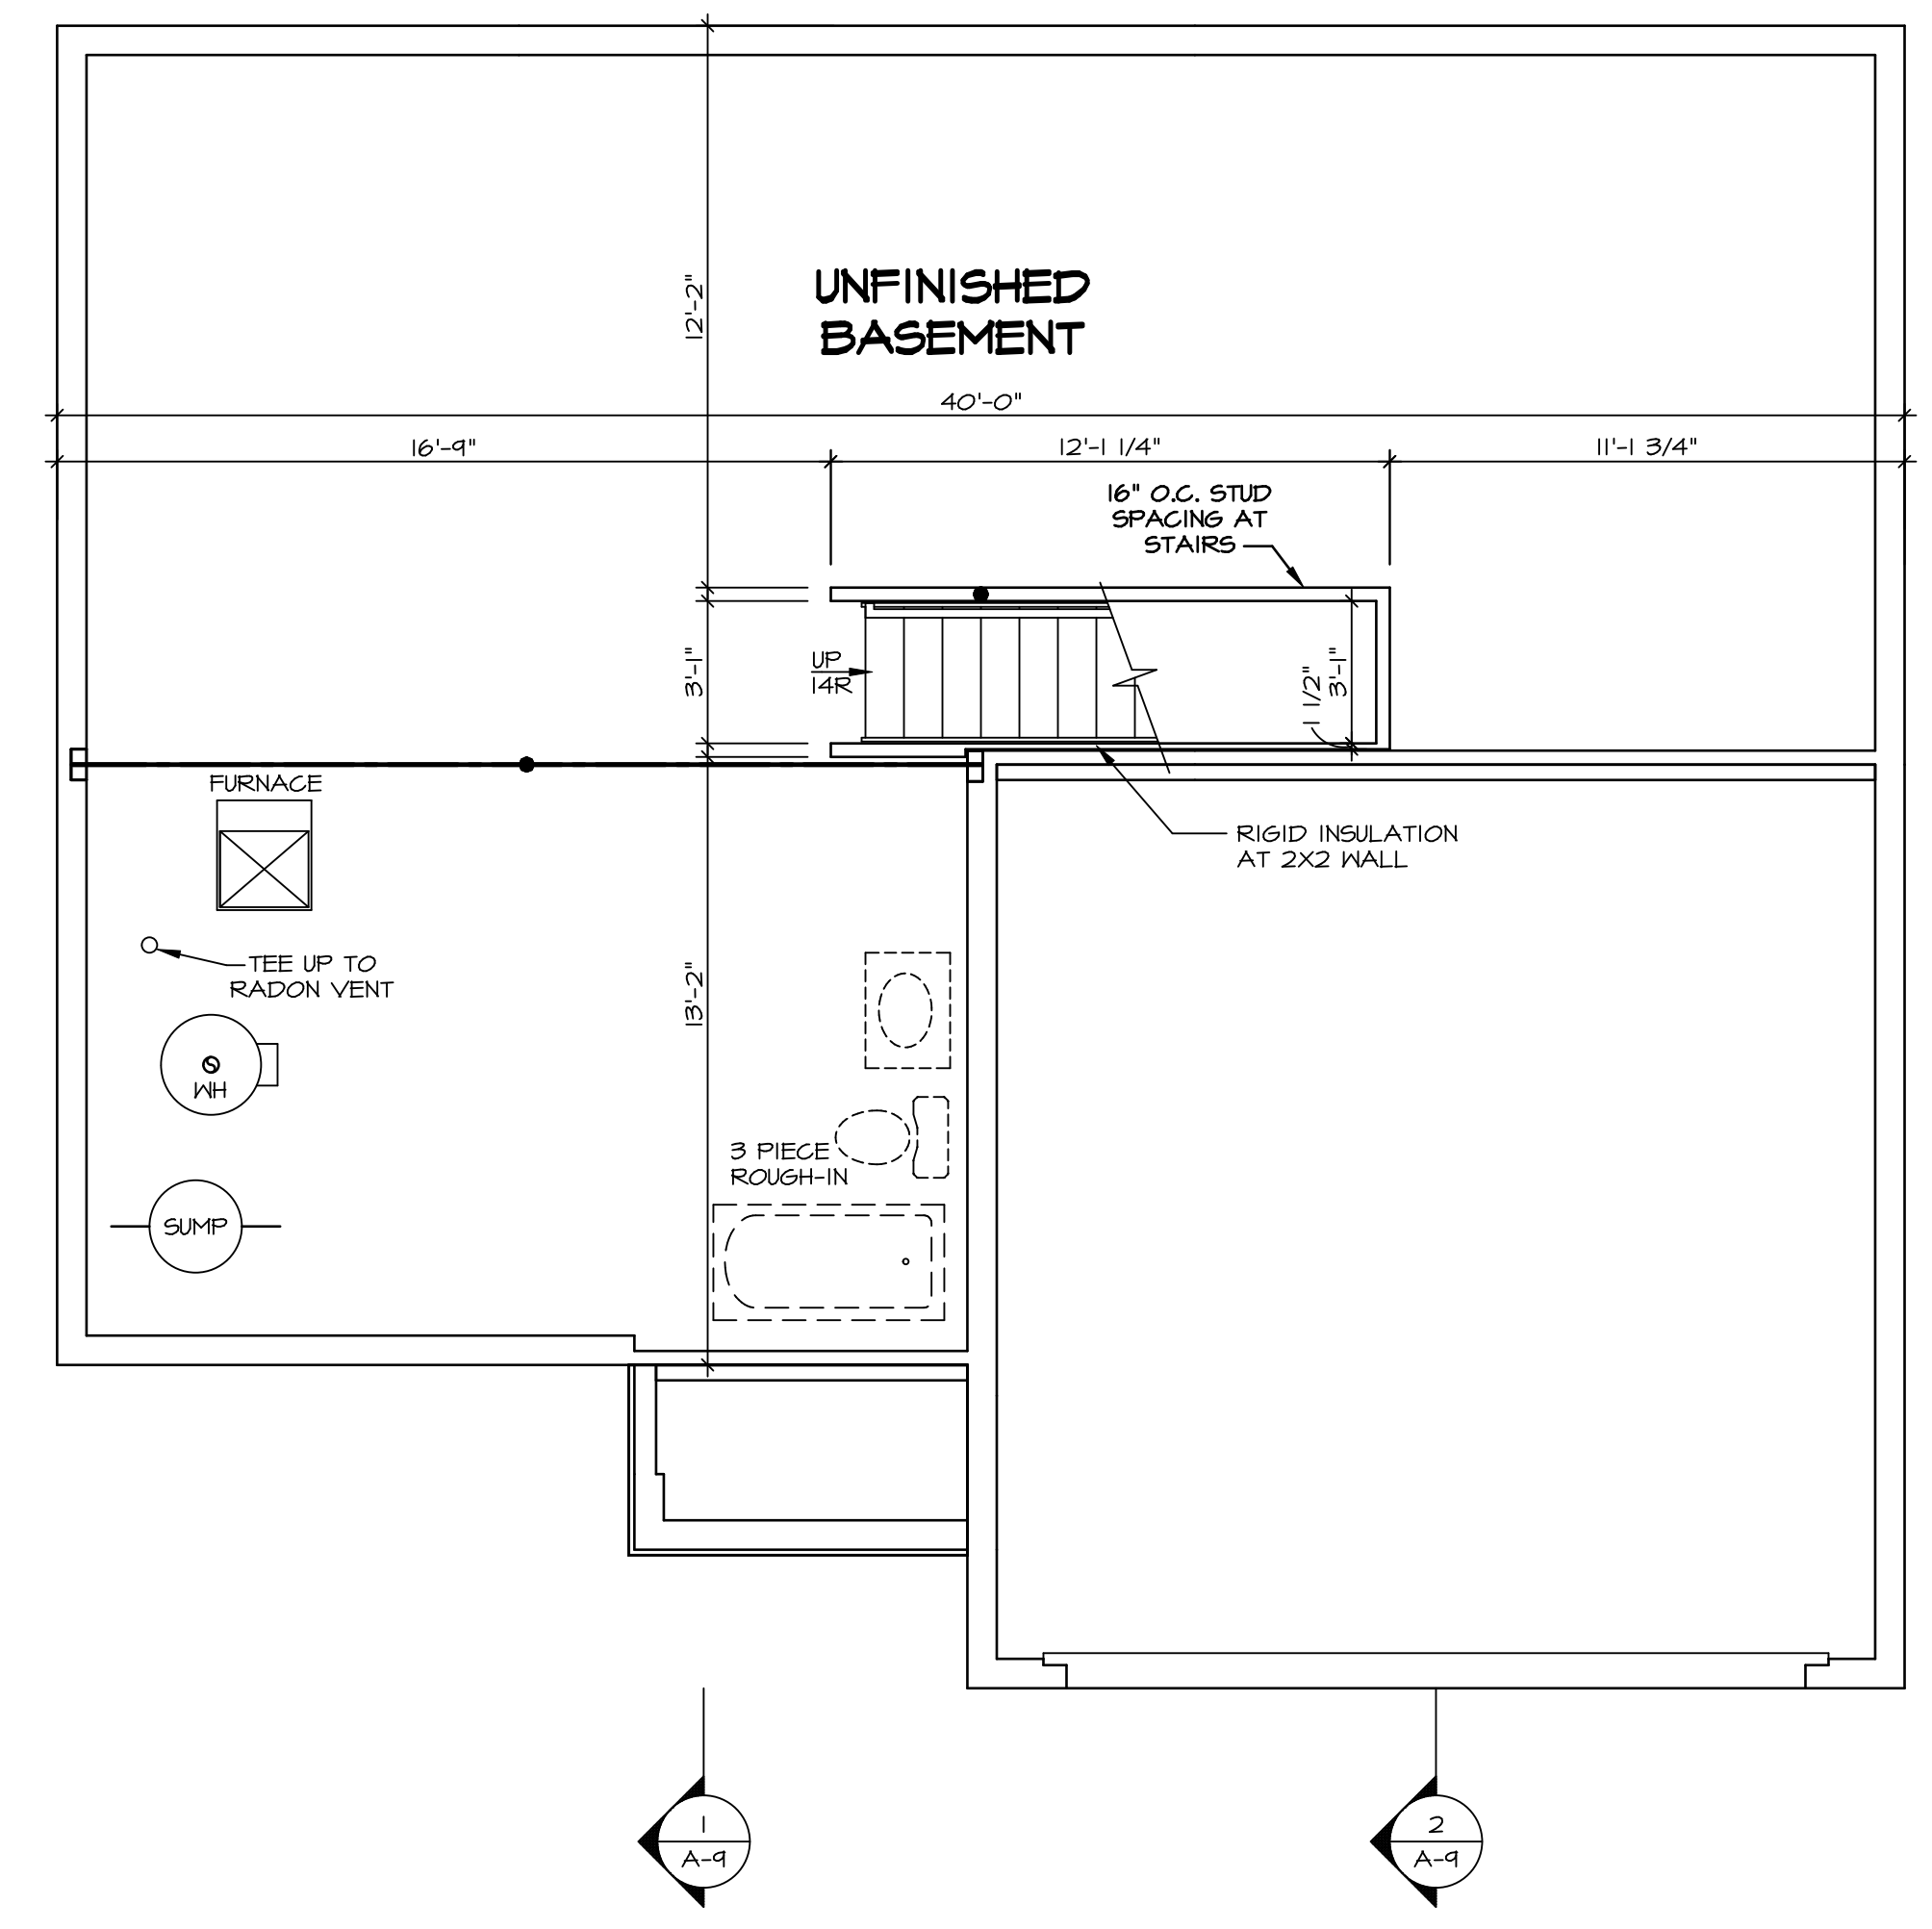 12'-2"
UNFINISHED
BASEMENT
40'-0"
16'-9"
12'-1 1/4"
11'-1 3/4"
16" O.C. STUD
SPACING AT
STAIRS
UP
14R
3'-1"
1 1/2"
3'-1"
FURNACE
RIGID INSULATION
AT 2X2 WALL
TEE UP TO
RADON VENT
13'-2"
WH
3 PIECE
ROUGH-IN
SUMP
1
A-9
2
A-9